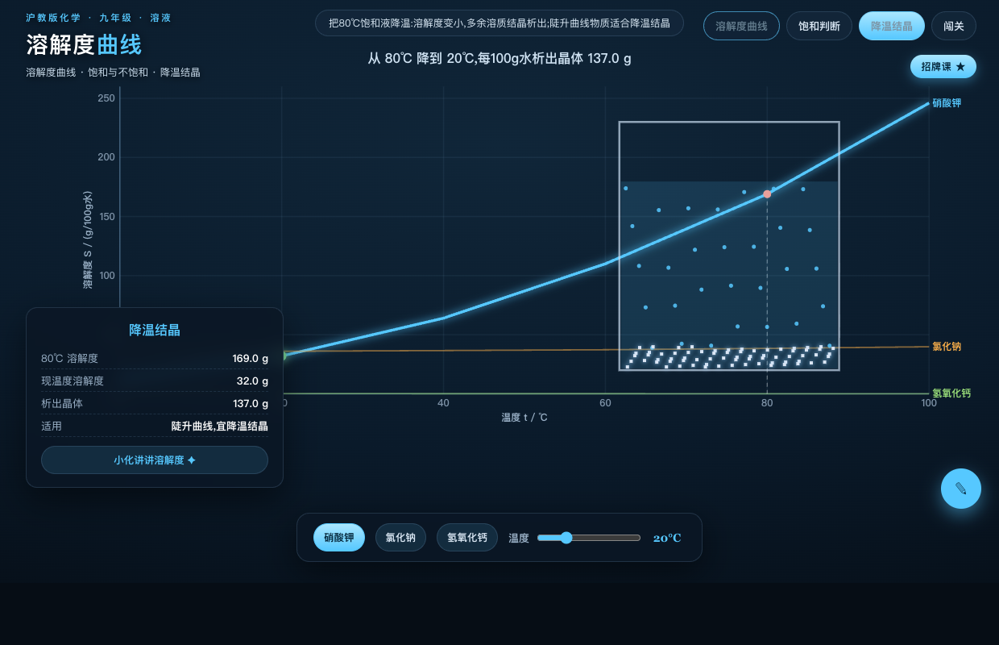 沪教版化学 · 九年级 · 溶液
溶解度曲线
溶解度曲线 · 饱和与不饱和 · 降温结晶
把80℃饱和液降温:溶解度变小,多余溶质结晶析出;陡升曲线物质适合降温结晶
溶解度曲线
饱和判断
降温结晶
闯关
招牌课 ★
从 80℃ 降到 20℃,每100g水析出晶体 137.0 g
250
200
150
100
溶解度 S / (g/100g水)
硝酸钾
氯化钠
氢氧化钙
0
40
60
80
100
温度 t / ℃
降温结晶
80℃ 溶解度 169.0 g
现温度溶解度 32.0 g
析出晶体 137.0 g
适用 陡升曲线,宜降温结晶
小化讲讲溶解度 ✦
✎
硝酸钾
氯化钠
氢氧化钙
温度
20°C